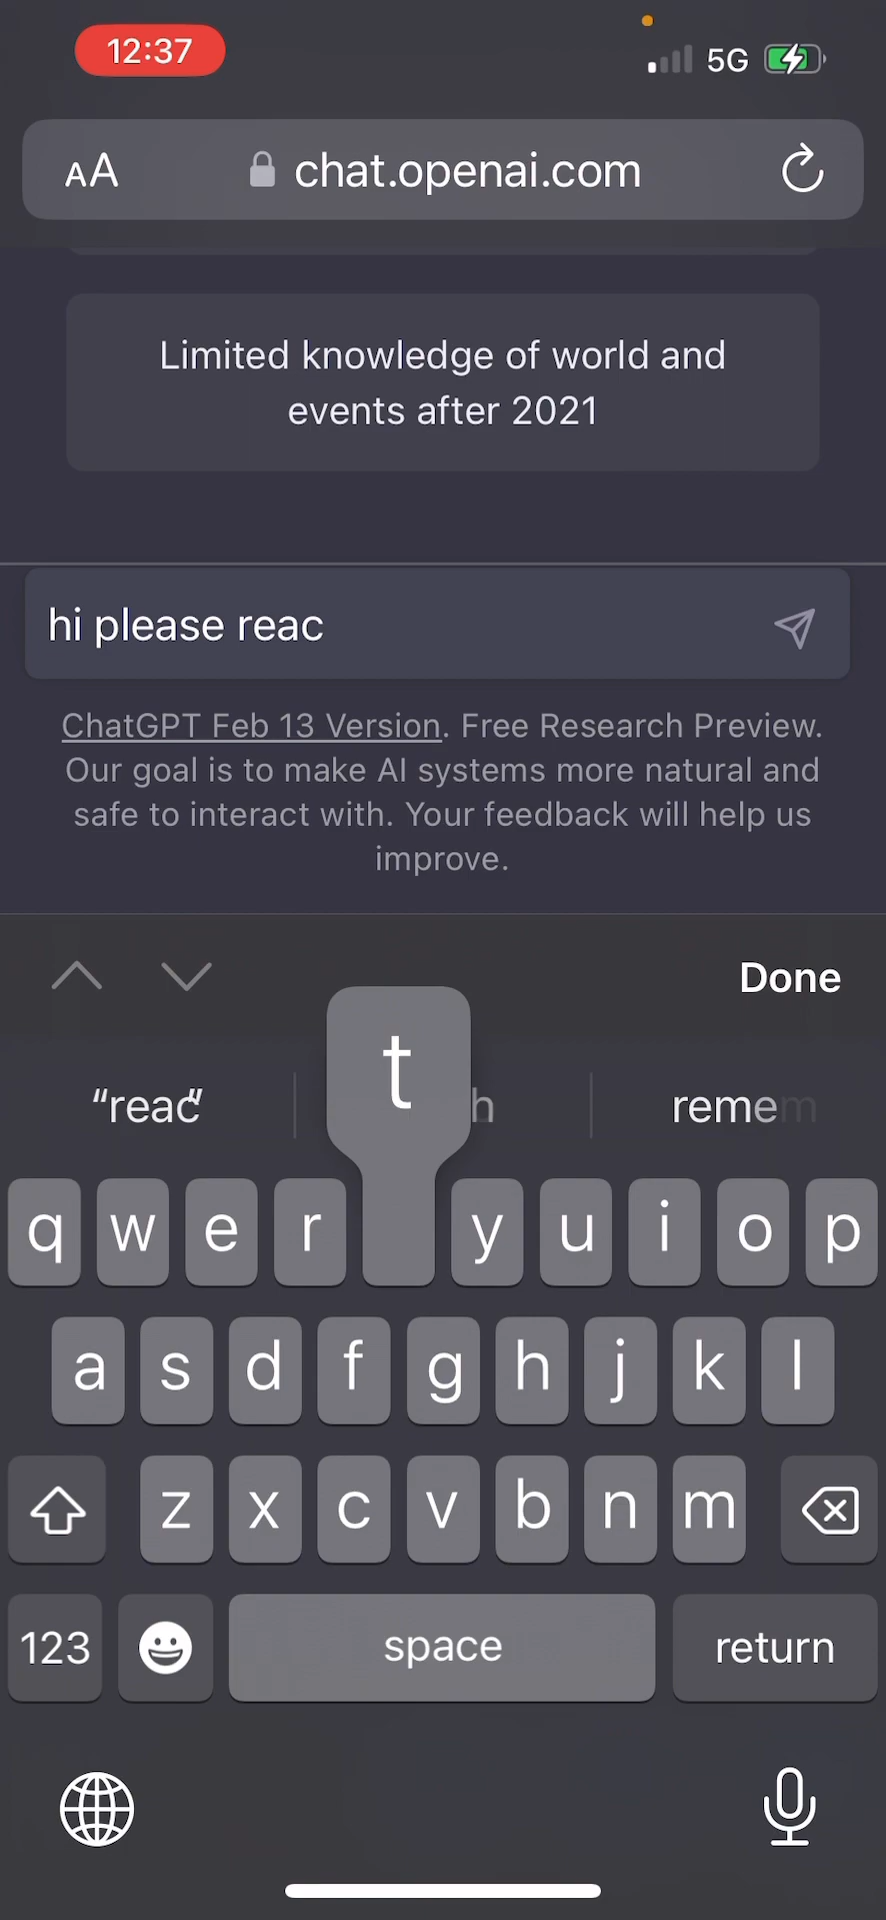 12:37
5G
AA chat.openai.com
Limited knowledge of world and
events after 2021
hi please reac
ChatGPT Feb 13 Version. Free Research Preview.
Our goal is to make AI systems more natural and
safe to interact with. Your feedback will help us
improve.
Done
“reac” h remem
t
q w e r y u i o p
a s d f g h j k l
z x c v b n m
123 space return